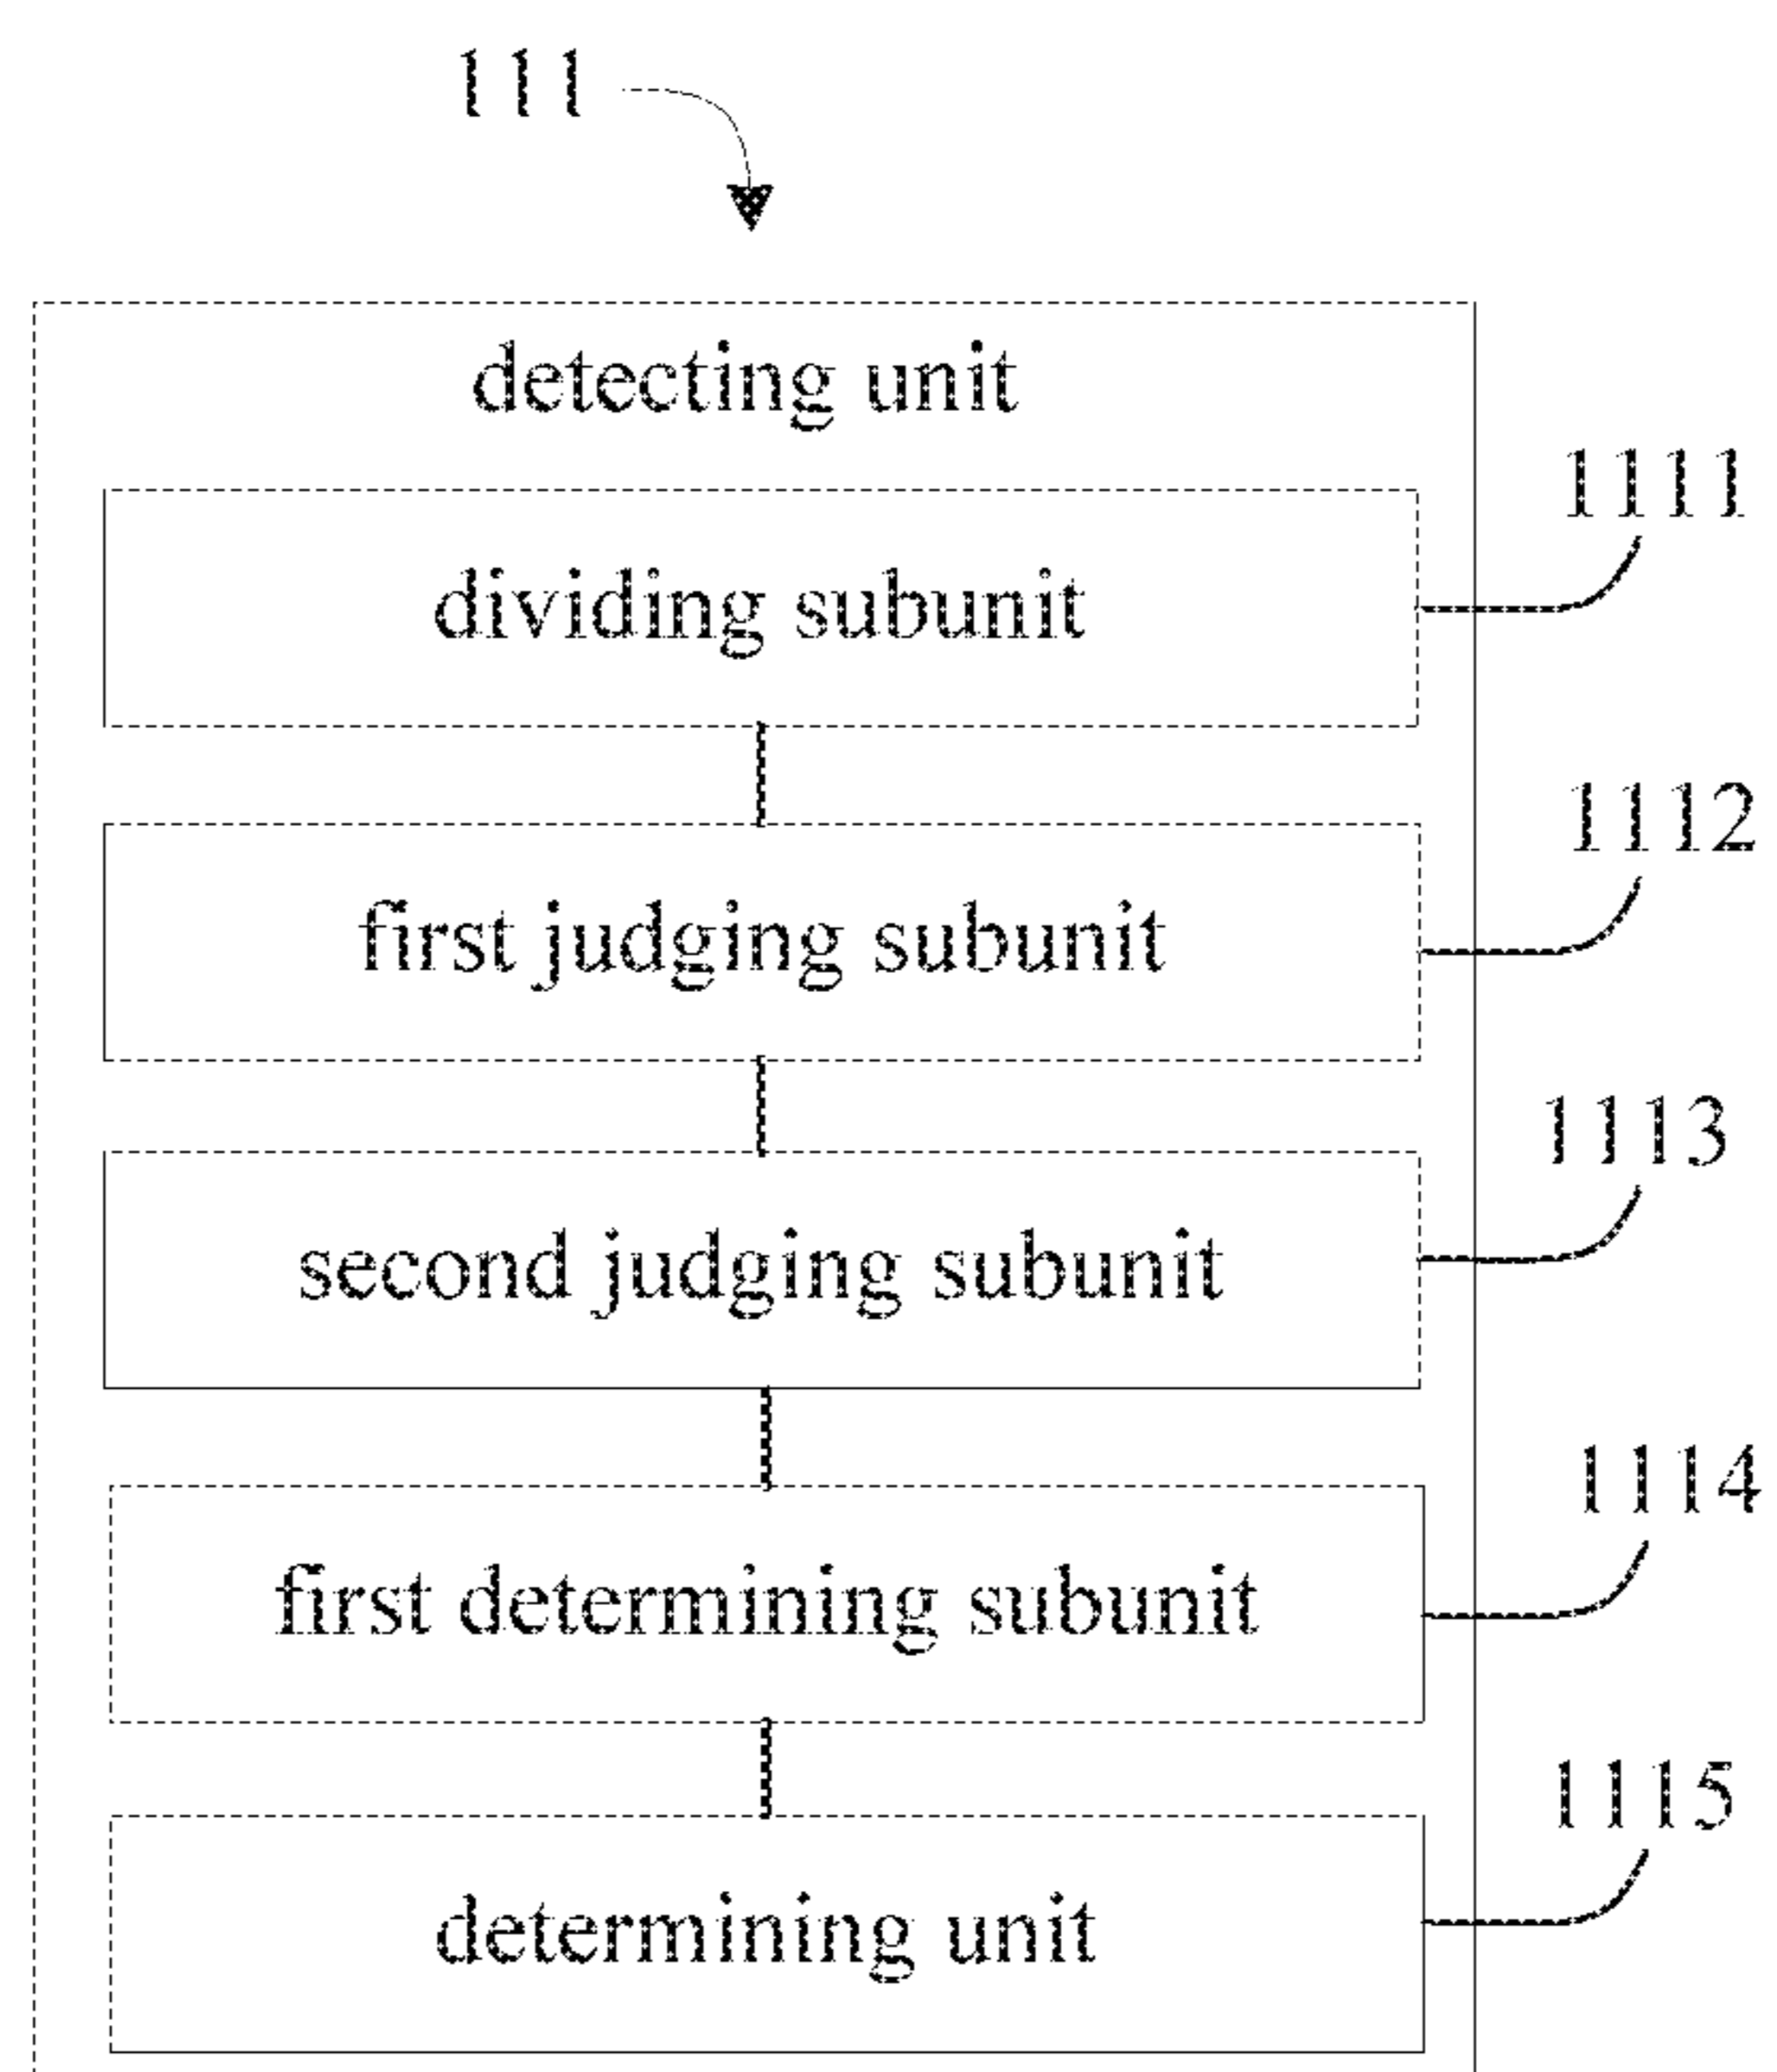 111
detecting unit
1111
dividing subunit
1112
first judging subunit
1113
second judging subunit
1114
first determining subunit
1115
determining unit